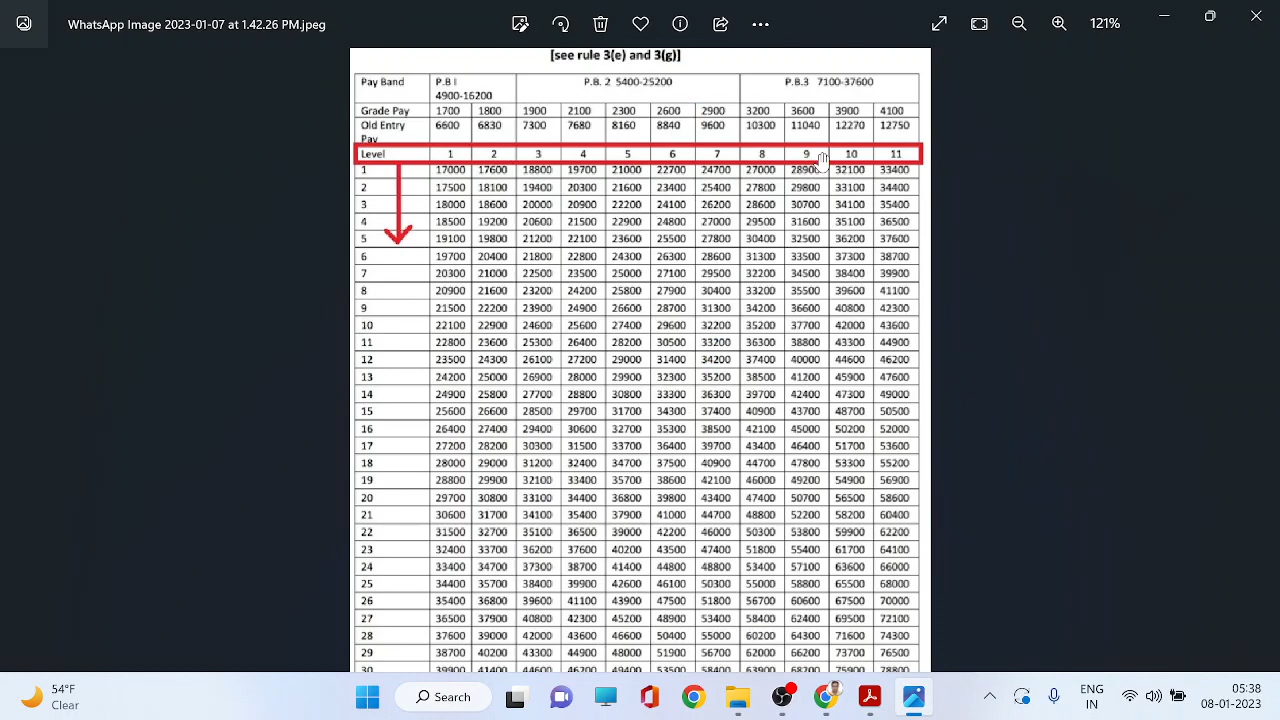 WhatsApp Image 2023-01-07 at 1.42.26 PM.jpeg
121%
[see rule 3(e) and 3(g)]
Pay Band P.B I P.B. 2 5400-25200 P.B.3 7100-37600
4900-16200
Grade Pay 1700 1800 1900 2100 2300 2600 2900 3200 3600 3900 4100
Old Entry 6600 6830 7300 7680 8160 8840 9600 10300 11040 12270 12750
Pay
Level 1 2 3 4 5 6 7 8 9 10 11
1 17000 17600 18800 19700 21000 22700 24700 27000 28900 32100 33400
2 17500 18100 19400 20300 21600 23400 25400 27800 29800 33100 34400
3 18000 18600 20000 20900 22200 24100 26200 28600 30700 34100 35400
4 18500 19200 20600 21500 22900 24800 27000 29500 31600 35100 36500
5 19100 19800 21200 22100 23600 25500 27800 30400 32500 36200 37600
6 19700 20400 21800 22800 24300 26300 28600 31300 33500 37300 38700
7 20300 21000 22500 23500 25000 27100 29500 32200 34500 38400 39900
8 20900 21600 23200 24200 25800 27900 30400 33200 35500 39600 41100
9 21500 22200 23900 24900 26600 28700 31300 34200 36600 40800 42300
10 22100 22900 24600 25600 27400 29600 32200 35200 37700 42000 43600
11 22800 23600 25300 26400 28200 30500 33200 36300 38800 43300 44900
12 23500 24300 26100 27200 29000 31400 34200 37400 40000 44600 46200
13 24200 25000 26900 28000 29900 32300 35200 38500 41200 45900 47600
14 24900 25800 27700 28800 30800 33300 36300 39700 42400 47300 49000
15 25600 26600 28500 29700 31700 34300 37400 40900 43700 48700 50500
16 26400 27400 29400 30600 32700 35300 38500 42100 45000 50200 52000
17 27200 28200 30300 31500 33700 36400 39700 43400 46400 51700 53600
18 28000 29000 31200 32400 34700 37500 40900 44700 47800 53300 55200
19 28800 29900 32100 33400 35700 38600 42100 46000 49200 54900 56900
20 29700 30800 33100 34400 36800 39800 43400 47400 50700 56500 58600
21 30600 31700 34100 35400 37900 41000 44700 48800 52200 58200 60400
22 31500 32700 35100 36500 39000 42200 46000 50300 53800 59900 62200
23 32400 33700 36200 37600 40200 43500 47400 51800 55400 61700 64100
24 33400 34700 37300 38700 41400 44800 48800 53400 57100 63600 66000
25 34400 35700 38400 39900 42600 46100 50300 55000 58800 65500 68000
26 35400 36800 39600 41100 43900 47500 51800 56700 60600 67500 70000
27 36500 37900 40800 42300 45200 48900 53400 58400 62400 69500 72100
28 37600 39000 42000 43600 46600 50400 55000 60200 64300 71600 74300
29 38700 40200 43300 44900 48000 51900 56700 62000 66200 73700 76500
30 39900 41400 44600 46200 49400 53500 58400 63900 68200 75900 78800
54°F
Clear
Search
ENG
IN
05:38
08-01-2023